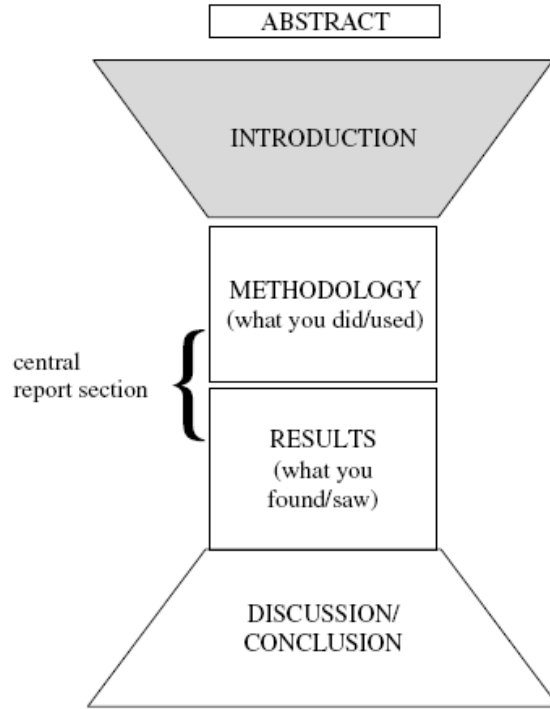 ABSTRACT
INTRODUCTION
METHODOLOGY
(what you did/used)
central
report section
{
RESULTS
(what you
found/saw)
DISCUSSION/
CONCLUSION